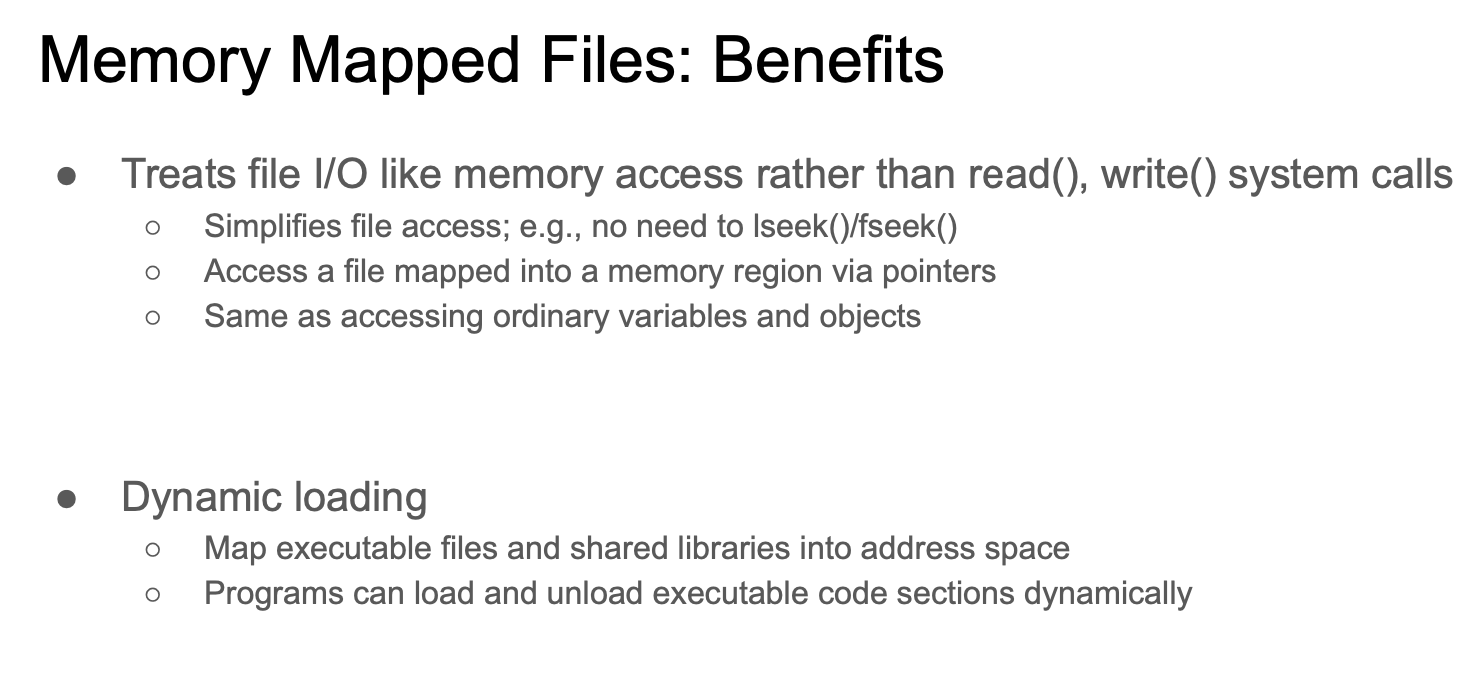 Memory Mapped Files: Benefits
● Treats file I/O like memory access rather than read(), write() system calls
○ Simplifies file access; e.g., no need to lseek()/fseek()
○ Access a file mapped into a memory region via pointers
○ Same as accessing ordinary variables and objects
● Dynamic loading
○ Map executable files and shared libraries into address space
○ Programs can load and unload executable code sections dynamically